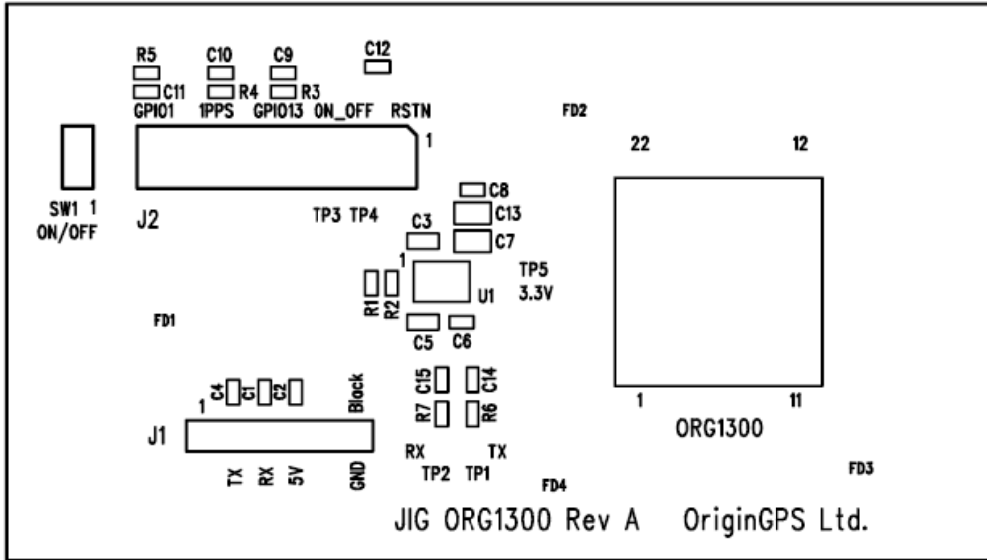 R5 C10 C9 C12
C11 R4 R3
GPIO1 1PPS GPIO13 ON_OFF RSTN
1
FD2
22 12
SW1 1
ON/OFF
J2
TP3 TP4
C8
C13
C3
C7
1
TP5
3.3V
U1
R1 R2
FD1
C5 C6
C4 C1 C2 Black
C15 C14
R7 R6
1
J1
TX RX 5V GND
RX TX
TP2 TP1
1 11
ORG1300
FD4
FD3
JIG ORG1300 Rev A OriginGPS Ltd.